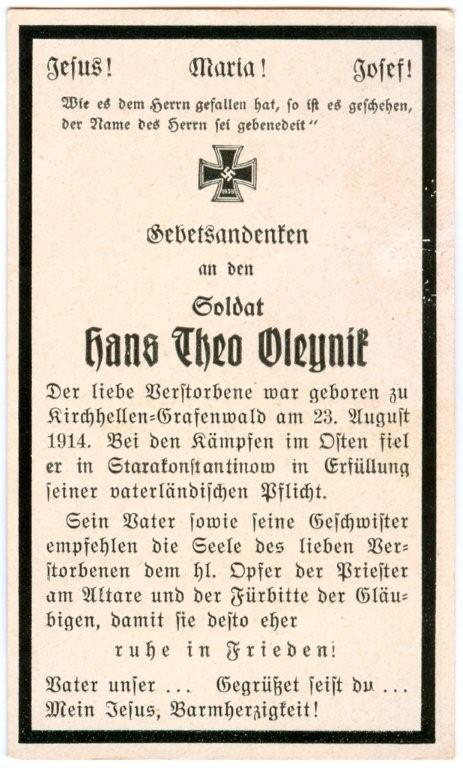 Jesus! Maria! Josef!
Wie es dem Herrn gefallen hat, so ist es geschehen,
der Name des Herrn sei gebenedeit"
1939
Gebetsandenken
an den
Soldat
Hans Theo Oleynik
Der liebe Verstorbene war geboren zu
Kirchhellen-Grafenwald am 23. August
1914. Bei den Kämpfen im Osten fiel
er in Starakonstantinow in Erfüllung
seiner vaterländischen Pflicht.
Sein Vater sowie seine Geschwister
empfehlen die Seele des lieben Ver-
storbenen dem hl. Opfer der Priester
am Altare und der Fürbitte der Gläu-
bigen, damit sie desto eher
ruhe in Frieden!
Vater unser ... Gegrüßet seist du ...
Mein Jesus, Barmherzigkeit!